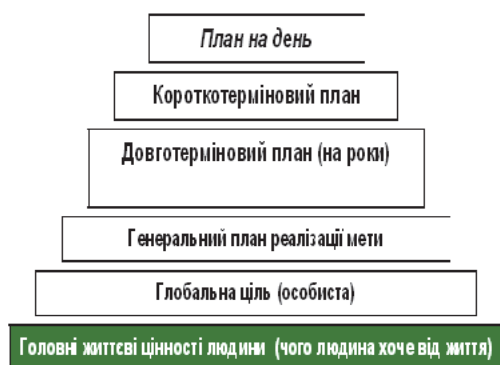 План на день
Короткотерміновий план
Довготерміновий план (на роки)
Генеральний план реалізації мети
Глобальна ціль (особиста)
Головні життєві цінності людини (чого людина хоче від життя)